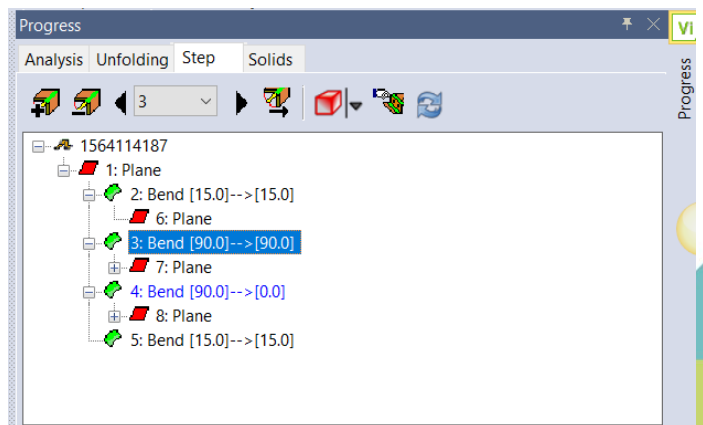 Progress
Vi
Analysis Unfolding Step Solids
Progress
3
1564114187
1: Plane
2: Bend [15.0]-->[15.0]
6: Plane
3: Bend [90.0]-->[90.0]
7: Plane
4: Bend [90.0]-->[0.0]
8: Plane
5: Bend [15.0]-->[15.0]